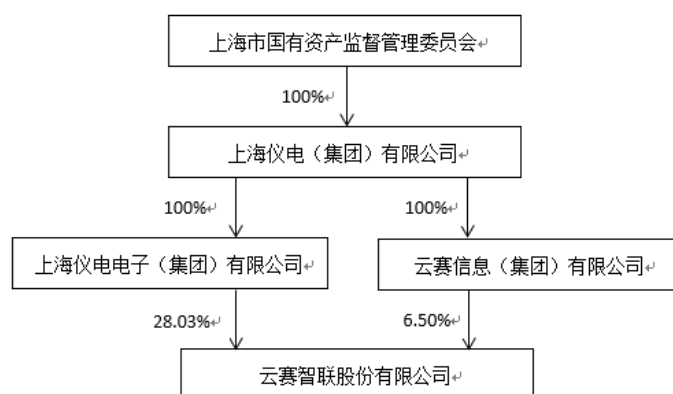 上海市国有资产监督管理委员会
100%
上海仪电（集团）有限公司
100%
100%
上海仪电电子（集团）有限公司
云赛信息（集团）有限公司
28.03%
6.50%
云赛智联股份有限公司